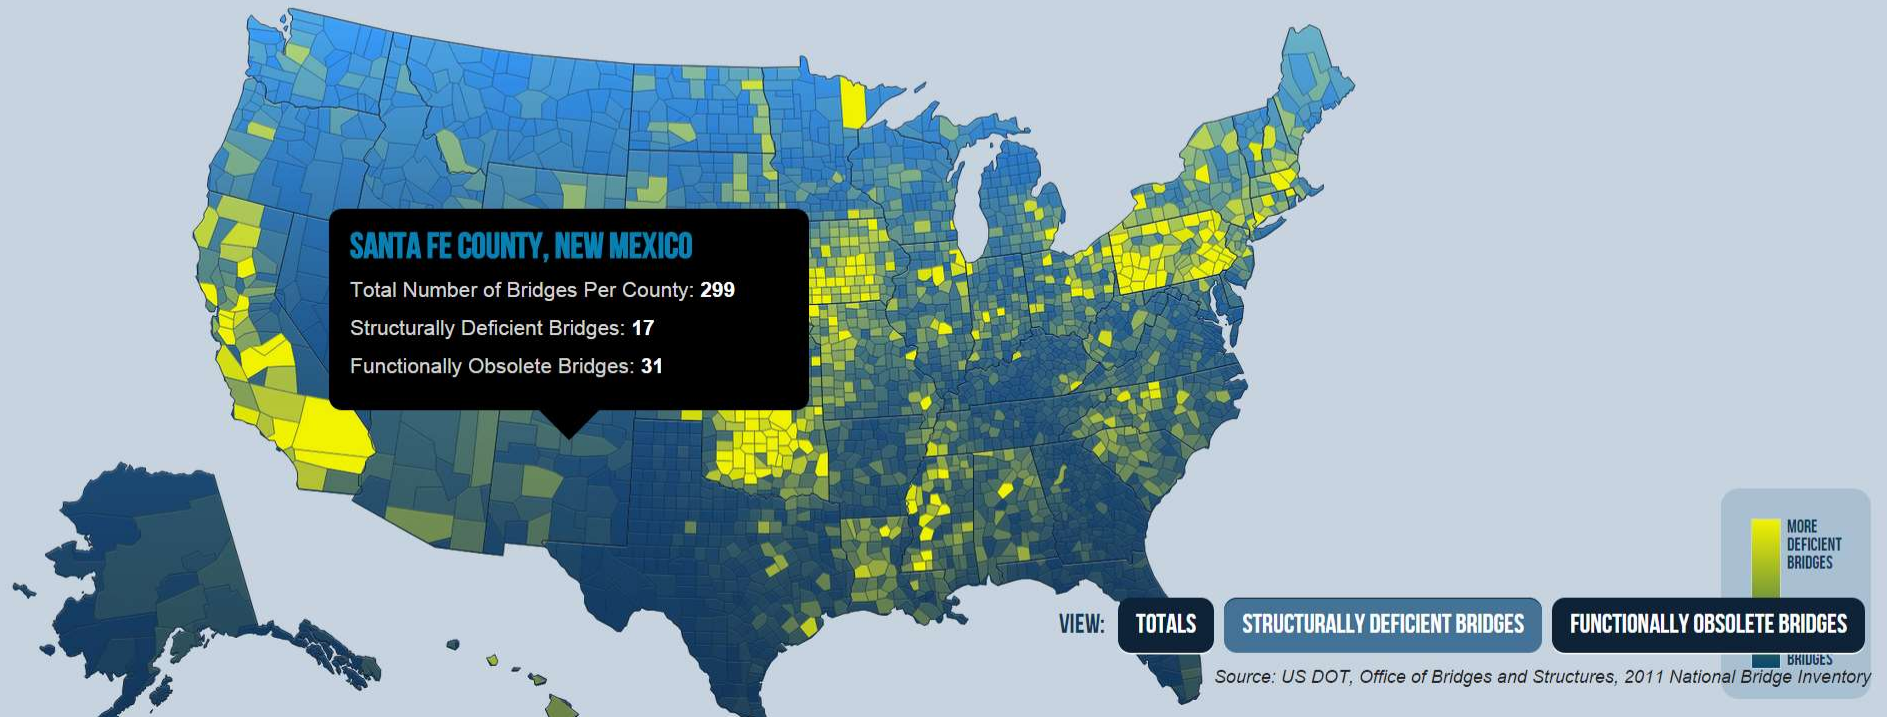 SANTA FE COUNTY, NEW MEXICO
Total Number of Bridges Per County: 299
Structurally Deficient Bridges: 17
Functionally Obsolete Bridges: 31
MORE
DEFICIENT
BRIDGES
VIEW: TOTALS STRUCTURALLY DEFICIENT BRIDGES FUNCTIONALLY OBSOLETE BRIDGES
BRIDGES
Source: US DOT, Office of Bridges and Structures, 2011 National Bridge Inventory